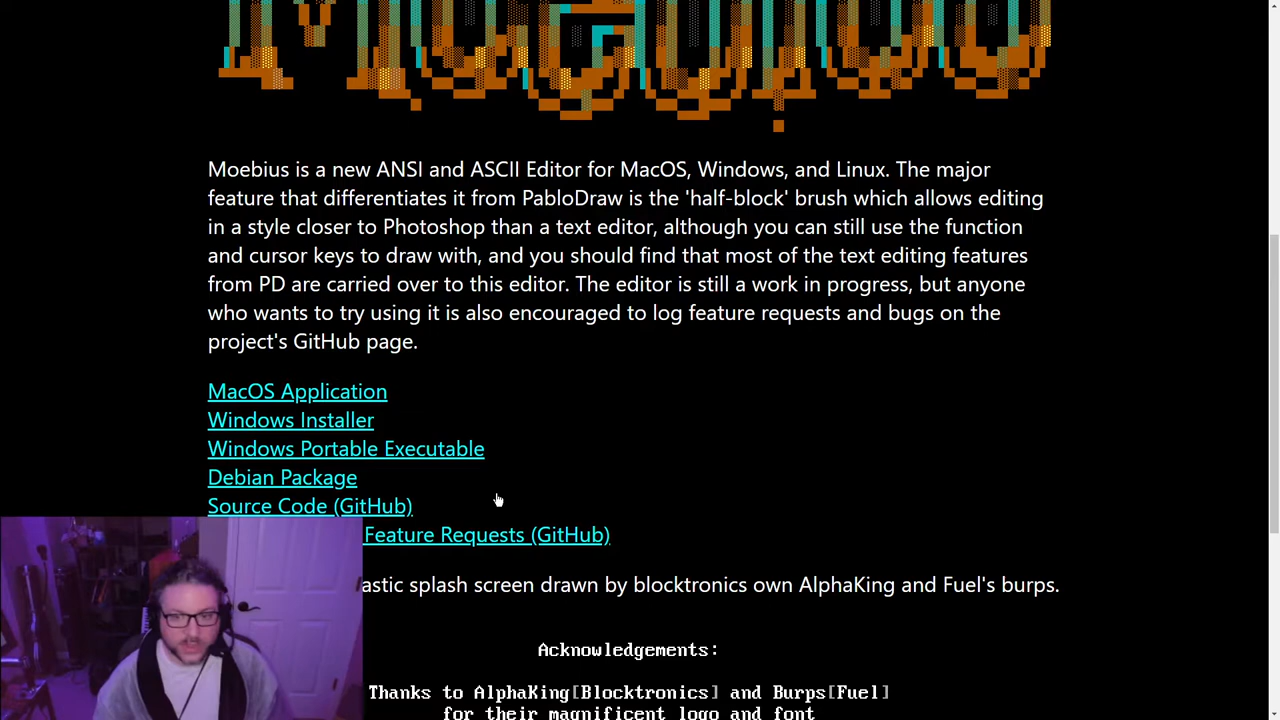 Moebius is a new ANSI and ASCII Editor for MacOS, Windows, and Linux. The major
feature that differentiates it from PabloDraw is the 'half-block' brush which allows editing
in a style closer to Photoshop than a text editor, although you can still use the function
and cursor keys to draw with, and you should find that most of the text editing features
from PD are carried over to this editor. The editor is still a work in progress, but anyone
who wants to try using it is also encouraged to log feature requests and bugs on the
project's GitHub page.
MacOS Application
Windows Installer
Windows Portable Executable
Debian Package
Source Code (GitHub)
Feature Requests (GitHub)
splash screen drawn by blocktronics own AlphaKing and Fuel's burps.
Acknowledgements:
Thanks to AlphaKing[Blocktronics] and Burps[Fuel]
for their magnificent logo and font